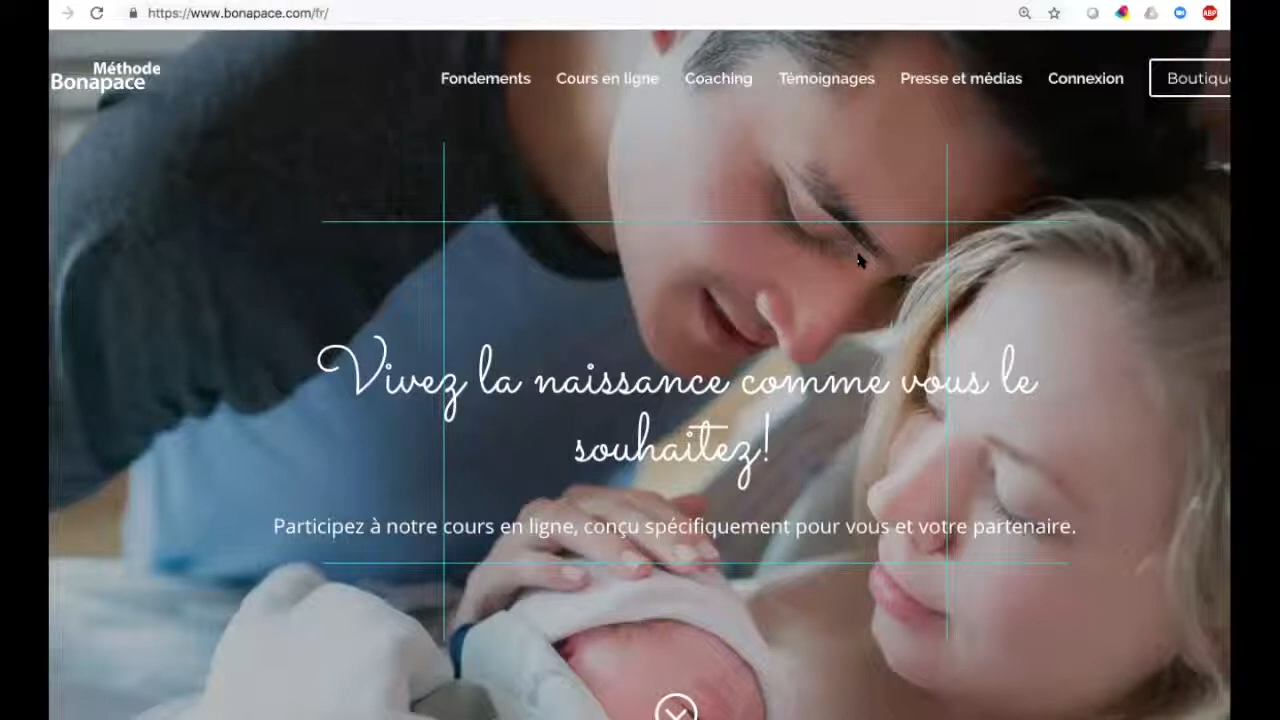 https://www.bonapace.com/fr/
ABP
Méthode
Bonapace
Fondements Cours en ligne Coaching Témoignages Presse et médias Connexion
Vivez la naissance comme vous le
souhaitez!
Participez à notre cours en ligne, conçu spécifiquement pour vous et votre partenaire.